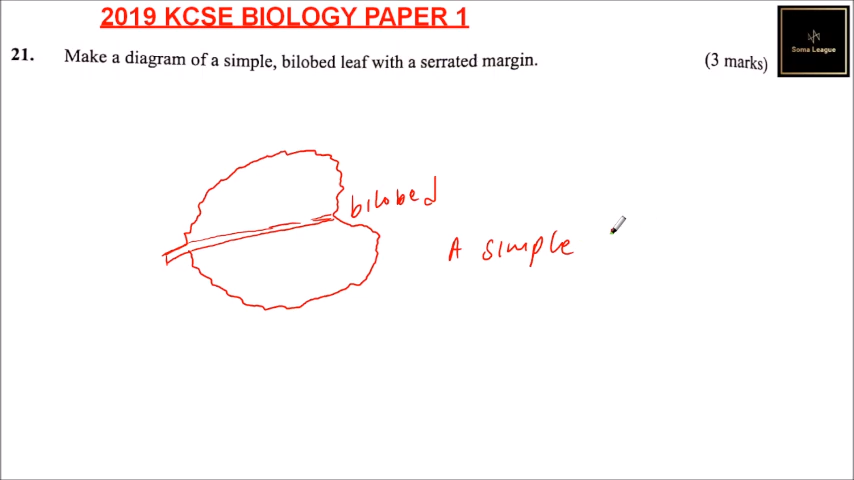 2019 KCSE BIOLOGY PAPER 1
Soma League
21. Make a diagram of a simple, bilobed leaf with a serrated margin. (3 marks)
bilobed
A simple